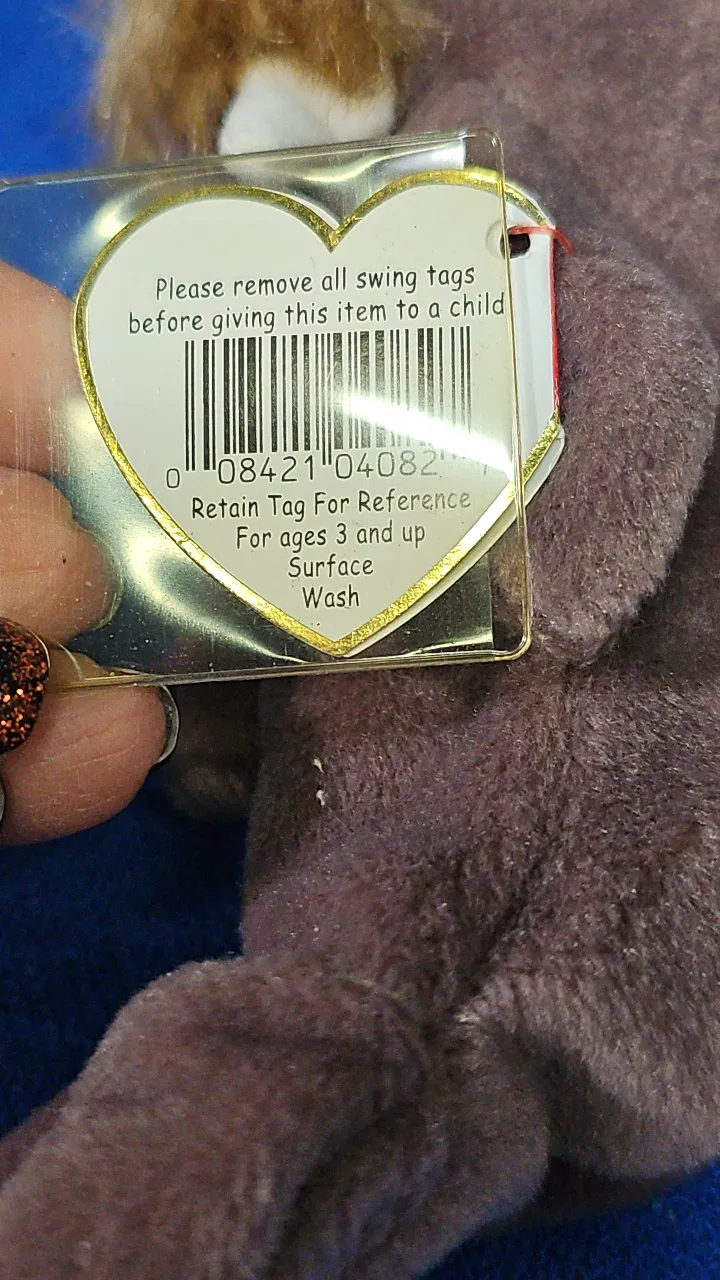 Please remove all swing tags
before giving this item to a child
0 08421 04082
Retain Tag For Reference
For ages 3 and up
Surface
Wash